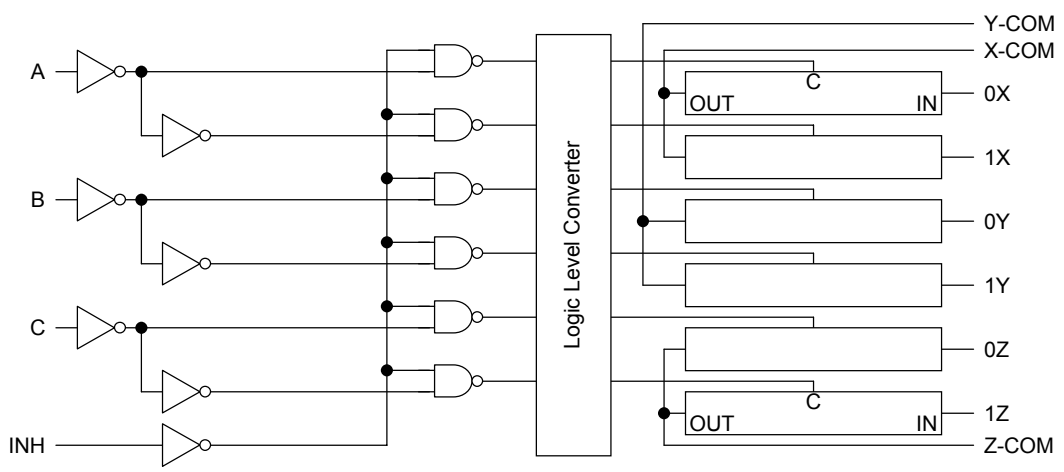 Y-COM
X-COM
A
C
OUT
IN
0X
1X
B
0Y
Logic Level Converter
1Y
C
0Z
C
OUT
IN
1Z
INH
Z-COM